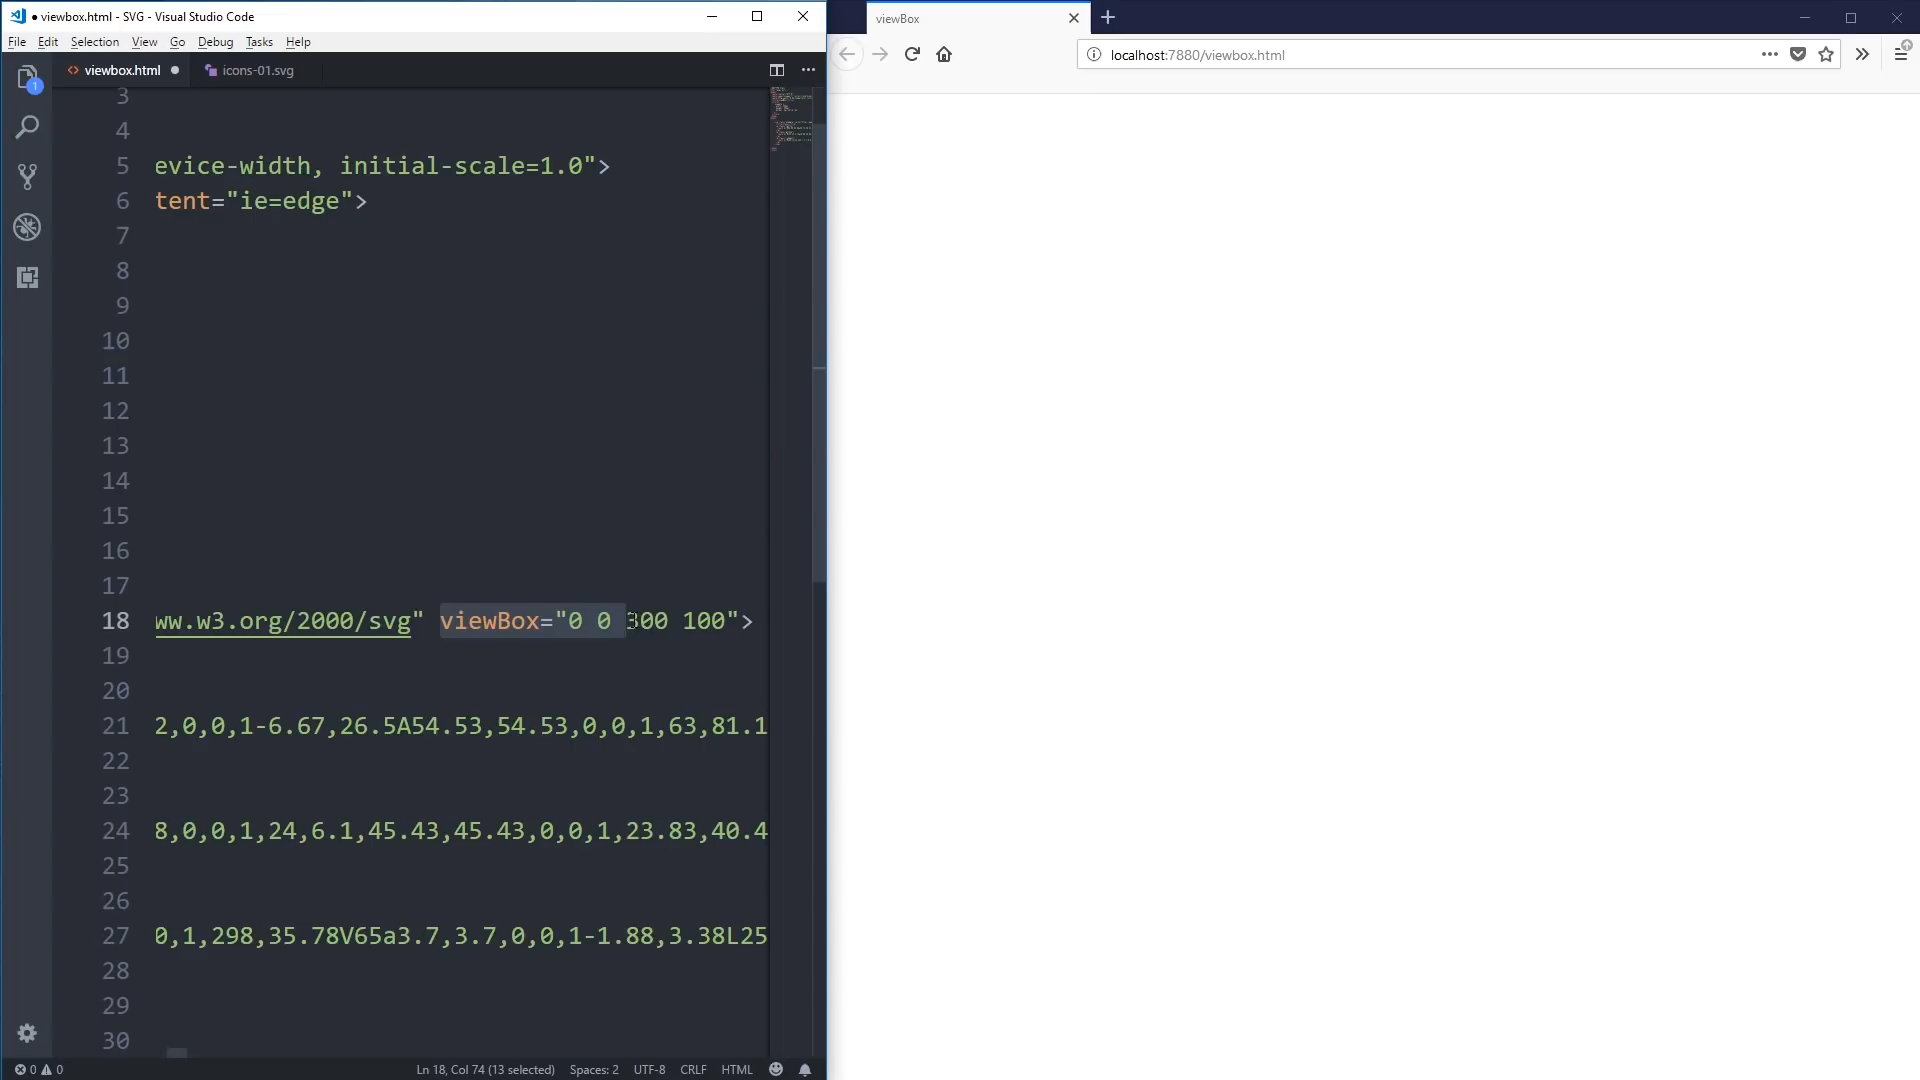 viewbox.html - SVG - Visual Studio Code
File Edit Selection View Go Debug Tasks Help
viewbox.html
icons-01.svg
1
3
4
5 evice-width, initial-scale=1.0">
6 tent="ie=edge">
7
8
9
10
11
12
13
14
15
16
17
18 ww.w3.org/2000/svg" viewBox="0 0 300 100">
19
20
21 2,0,0,1-6.67,26.5A54.53,54.53,0,0,1,63,81.1
22
23
24 8,0,0,1,24,6.1,45.43,45.43,0,0,1,23.83,40.4
25
26
27 0,1,298,35.78V65a3.7,3.7,0,0,1-1.88,3.38L25
28
29
30
0 0 Ln 18, Col 74 (13 selected) Spaces: 2 UTF-8 CRLF HTML
viewBox
localhost:7880/viewbox.html